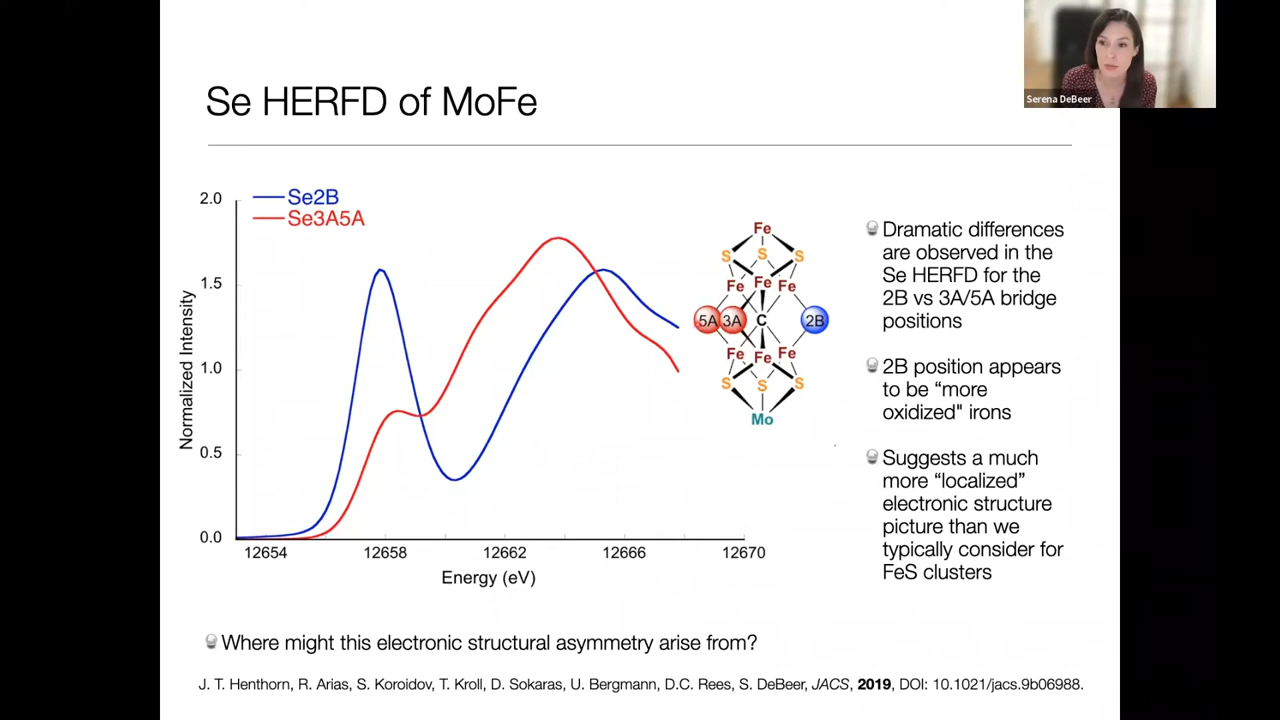 Serena DeBeer
Se HERFD of MoFe
Se2B
Se3A5A
2.0
1.5
1.0
0.5
0.0
Normalized Intensity
12654 12658 12662 12666 12670
Energy (eV)
Fe
S S S
Fe Fe Fe
5A 3A C 2B
Fe Fe Fe
S S S
Mo
Dramatic differences
are observed in the
Se HERFD for the
2B vs 3A/5A bridge
positions
2B position appears
to be “more
oxidized" irons
Suggests a much
more “localized”
electronic structure
picture than we
typically consider for
FeS clusters
Where might this electronic structural asymmetry arise from?
J. T. Henthorn, R. Arias, S. Koroidov, T. Kroll, D. Sokaras, U. Bergmann, D.C. Rees, S. DeBeer, JACS, 2019, DOI: 10.1021/jacs.9b06988.